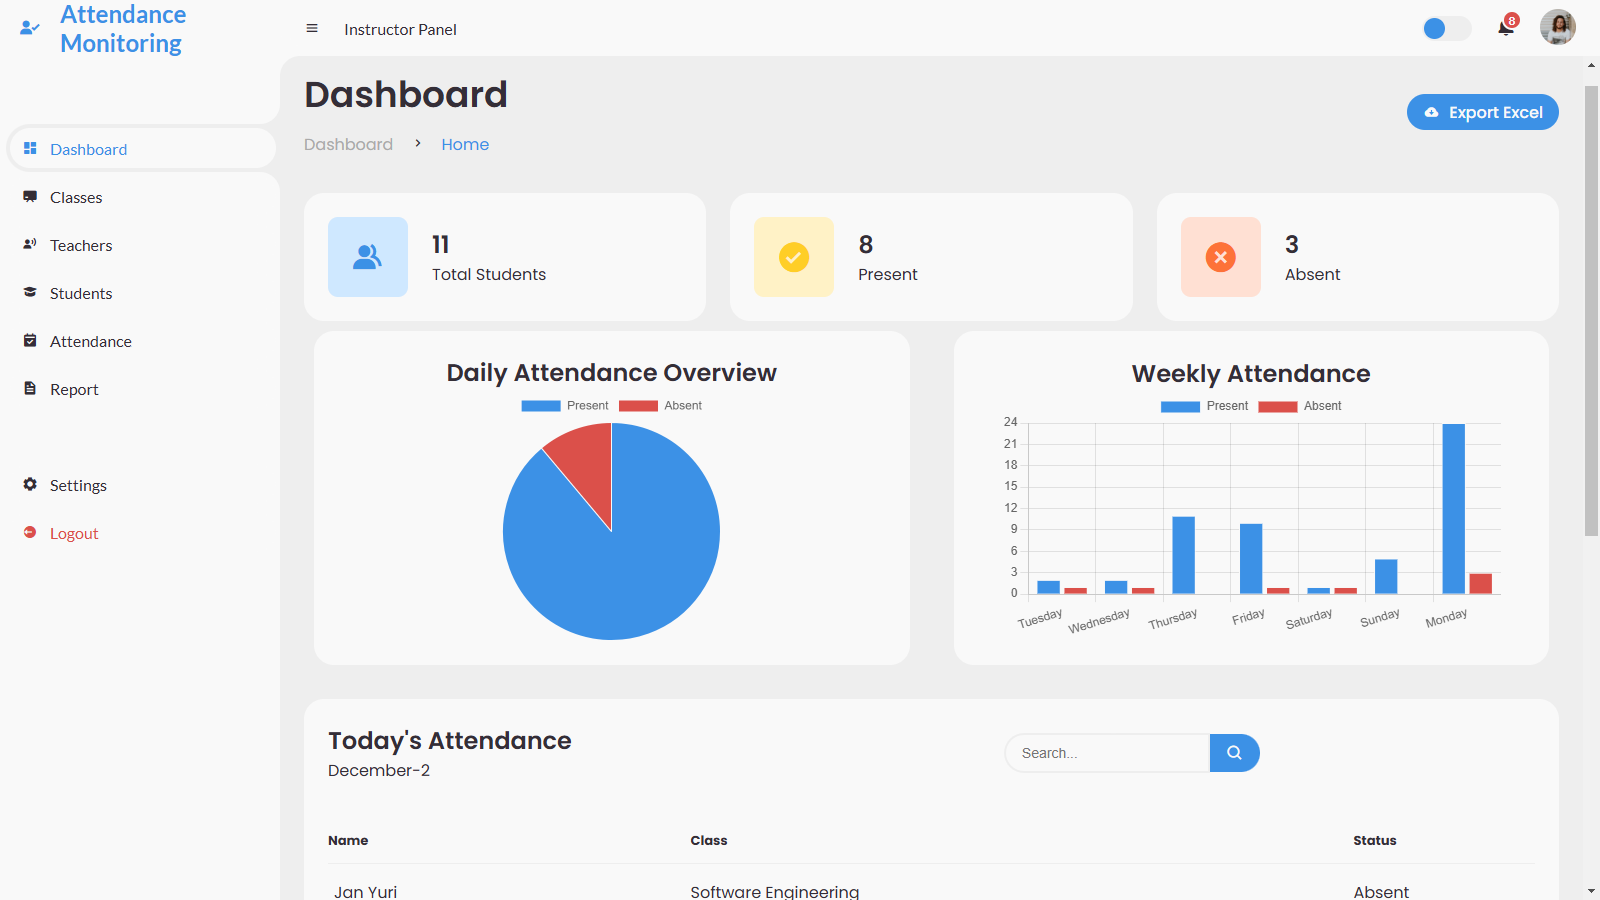 Attendance
Monitoring
Instructor Panel
8
Dashboard
Classes
Teachers
Students
Attendance
Report
Settings
Logout
Dashboard
Dashboard > Home
Export Excel
11
Total Students
8
Present
3
Absent
Daily Attendance Overview
Present Absent
Weekly Attendance
Present Absent
24
21
18
15
12
9
6
3
0
Tuesday Wednesday Thursday Friday Saturday Sunday Monday
Today's Attendance
December-2
Search...
Name Class Status
Jan Yuri Software Engineering Absent